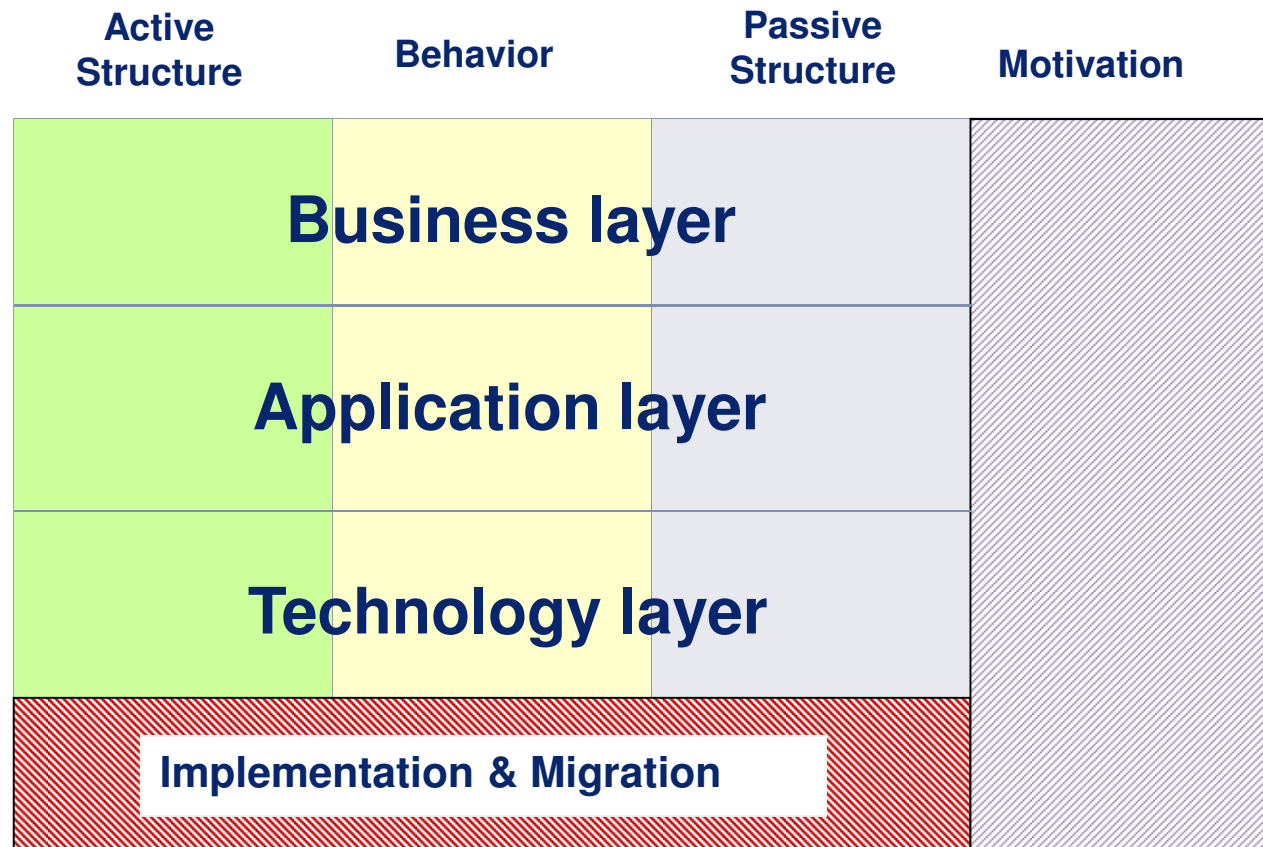 Active
Structure
Behavior
Passive
Structure
Motivation
Business layer
Application layer
Technology layer
Implementation & Migration